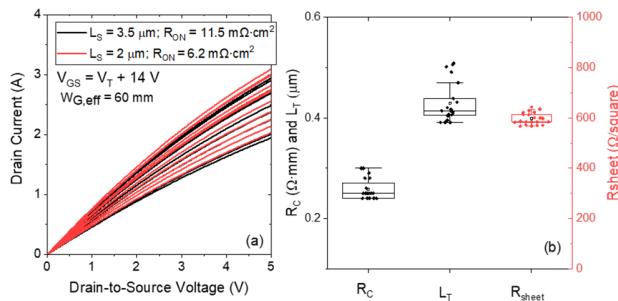 L_S = 3.5 μm; R_ON = 11.5 mΩ·cm²
L_S = 2 μm; R_ON = 6.2 mΩ·cm²
V_GS = V_T + 14 V
W_G,eff = 60 mm
Drain Current (A)
4
3
2
1
0
0 1 2 3 4 5
Drain-to-Source Voltage (V)
(a)
R_C (Ω·mm) and L_T (μm)
0.6
0.4
0.2
R_C L_T R_sheet
(b)
1000
800
600
400
200
0
Rsheet (Ω/square)